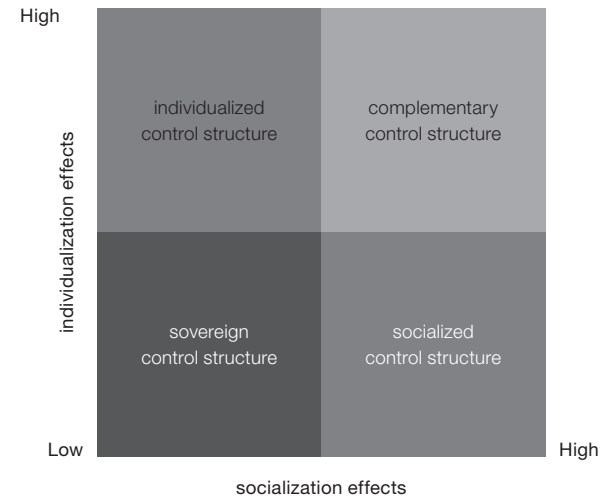 High
individualized
control structure
complementary
control structure
individualization effects
sovereign
control structure
socialized
control structure
Low
High
socialization effects